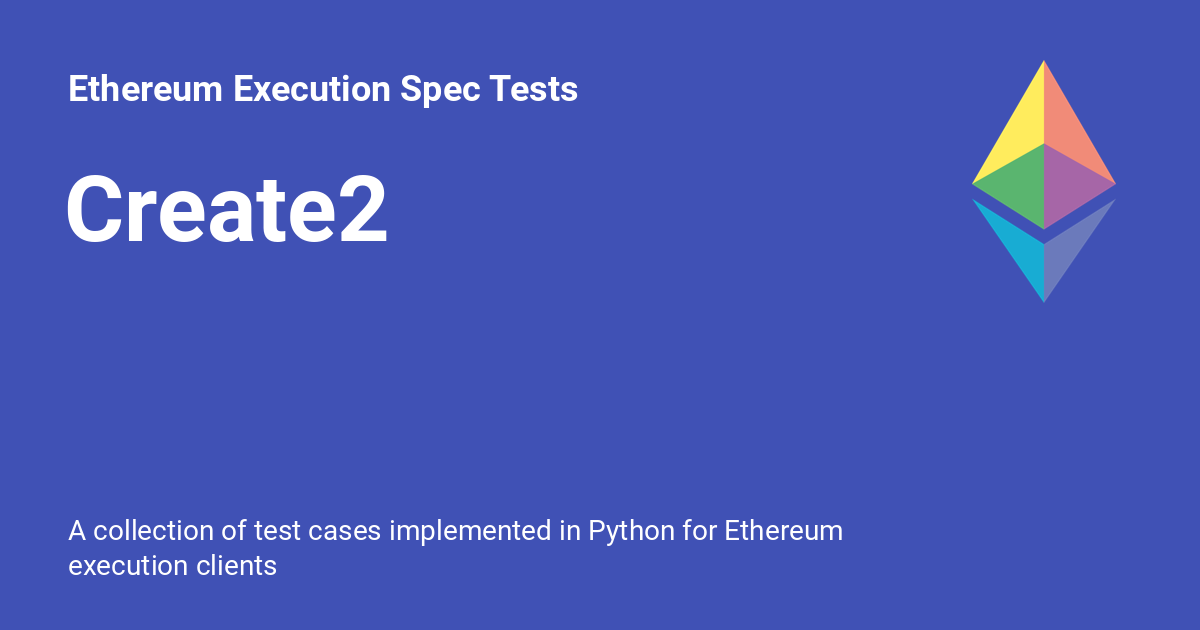 Ethereum Execution Spec Tests
Create2
A collection of test cases implemented in Python for Ethereum
execution clients